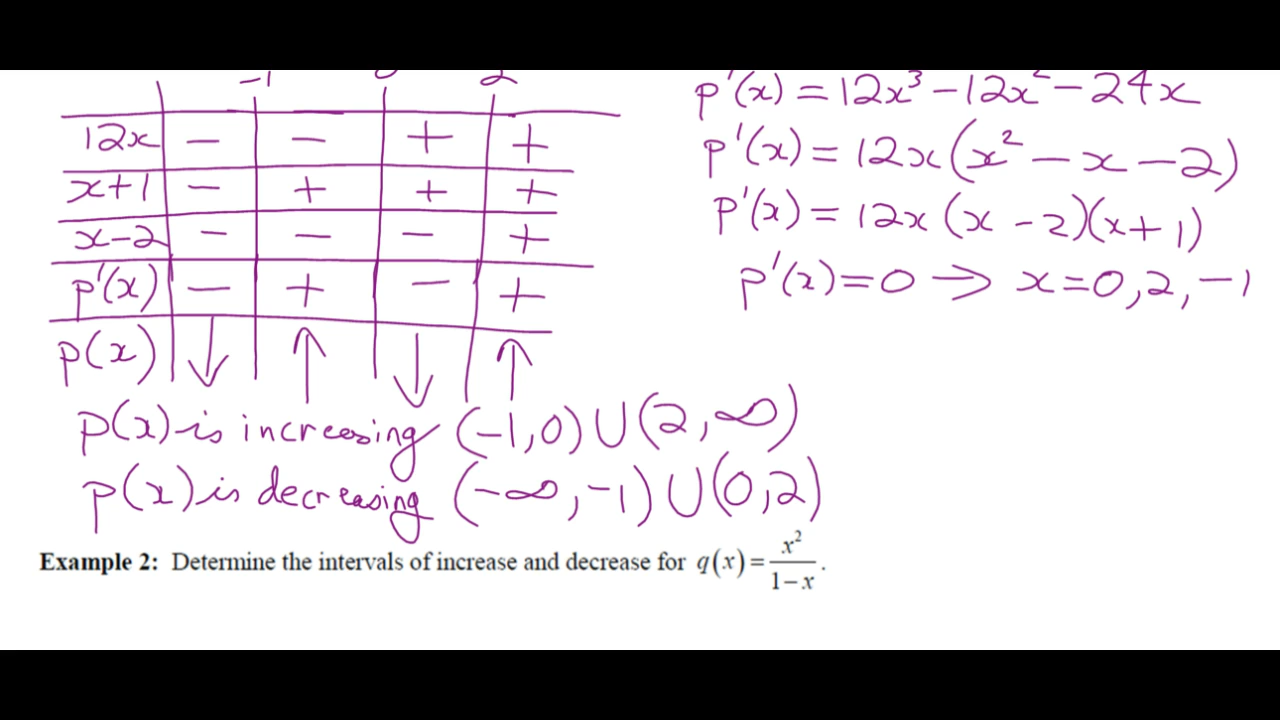 -1 0 2
12x − − + +
x+1 − + + +
x−2 − − − +
p'(x) − + − +
p(x) ↓ ↑ ↓ ↑
p'(x) = 12x³ − 12x² − 24x
p'(x) = 12x(x² − x − 2)
p'(x) = 12x(x − 2)(x + 1)
p'(x) = 0 → x = 0, 2, −1
p(x) is increasing (−1, 0) ∪ (2, ∞)
p(x) is decreasing (−∞, −1) ∪ (0, 2)
Example 2: Determine the intervals of increase and decrease for q(x) = x²/(1−x).